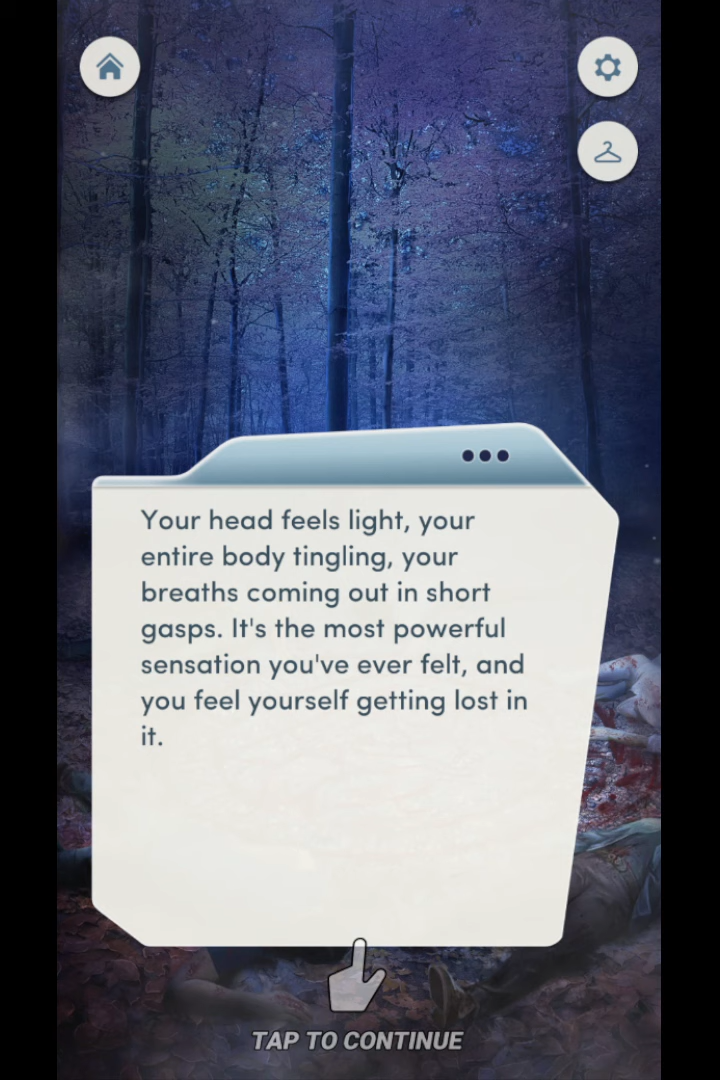 Your head feels light, your
entire body tingling, your
breaths coming out in short
gasps. It's the most powerful
sensation you've ever felt, and
you feel yourself getting lost in
it.
TAP TO CONTINUE